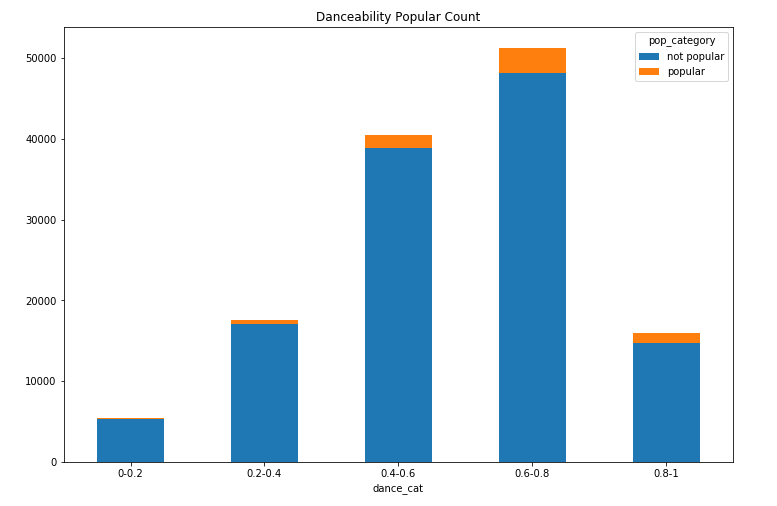 Danceability Popular Count
pop_category
not popular
popular
50000
40000
30000
20000
10000
0
0-0.2 0.2-0.4 0.4-0.6 0.6-0.8 0.8-1
dance_cat